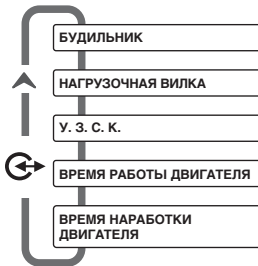 БУДИЛЬНИК
НАГРУЗОЧНАЯ ВИЛКА
У. З. С. К.
ВРЕМЯ РАБОТЫ ДВИГАТЕЛЯ
ВРЕМЯ НАРАБОТКИ
ДВИГАТЕЛЯ